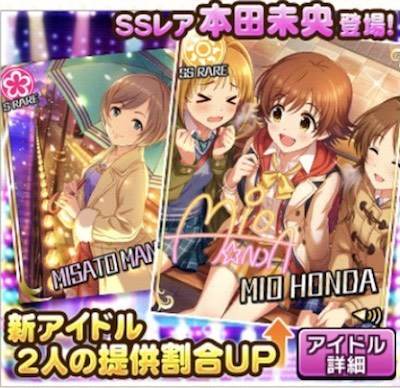 SSレア 本田未央 登場!
S RARE
SS RARE
Mio
HONDA
MISATO MAN
MIO HONDA
新アイドル
2人の提供割合UP
アイドル
詳細